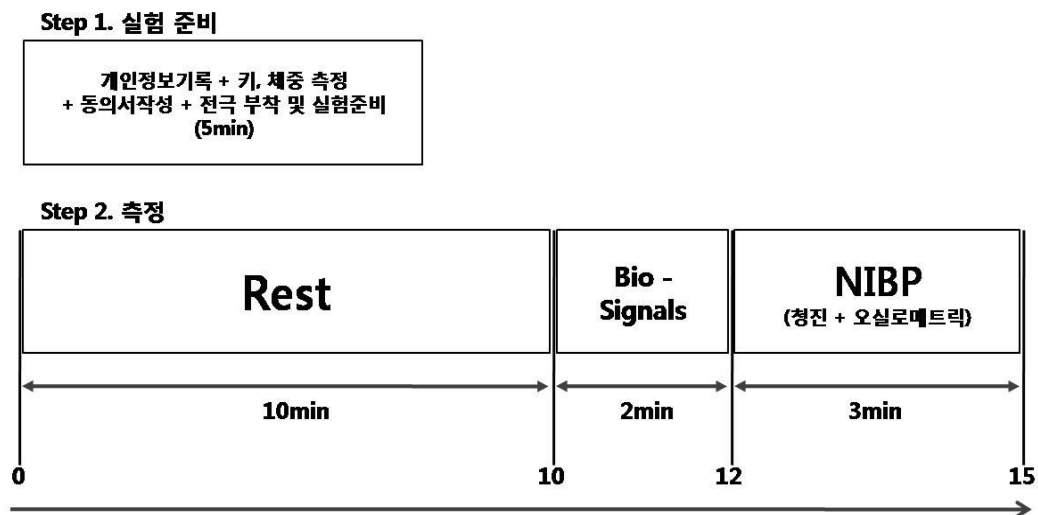 Step 1. 실험 준비
개인정보기록 + 키, 체중 측정
+ 동의서작성 + 전극 부착 및 실험준비
(5min)
Step 2. 측정
Rest
Bio -
Signals
NIBP
(청진 + 오실로메트릭)
10min
2min
3min
0
10
12
15